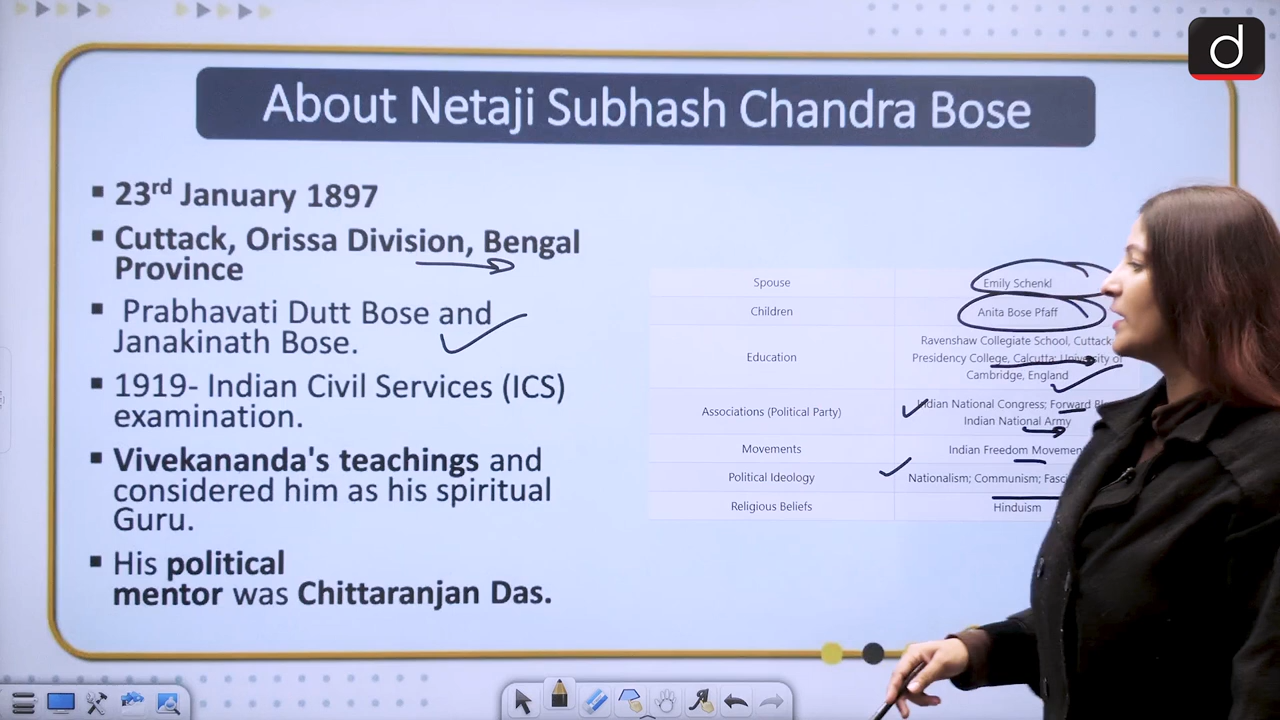 d
About Netaji Subhash Chandra Bose
▪ 23rd January 1897
▪ Cuttack, Orissa Division, Bengal
Province
▪ Prabhavati Dutt Bose and
Janakinath Bose.
▪ 1919- Indian Civil Services (ICS)
examination.
▪ Vivekananda's teachings and
considered him as his spiritual
Guru.
▪ His political
mentor was Chittaranjan Das.
Spouse Emily Schenkl
Children Anita Bose Pfaff
Education
Ravenshaw Collegiate School, Cuttack
Presidency College, Calcutta; University of
Cambridge, England
Associations (Political Party)
Indian National Congress; Forward
Indian National Army
Movements Indian Freedom
Political Ideology Nationalism; Communism;
Religious Beliefs Hinduism